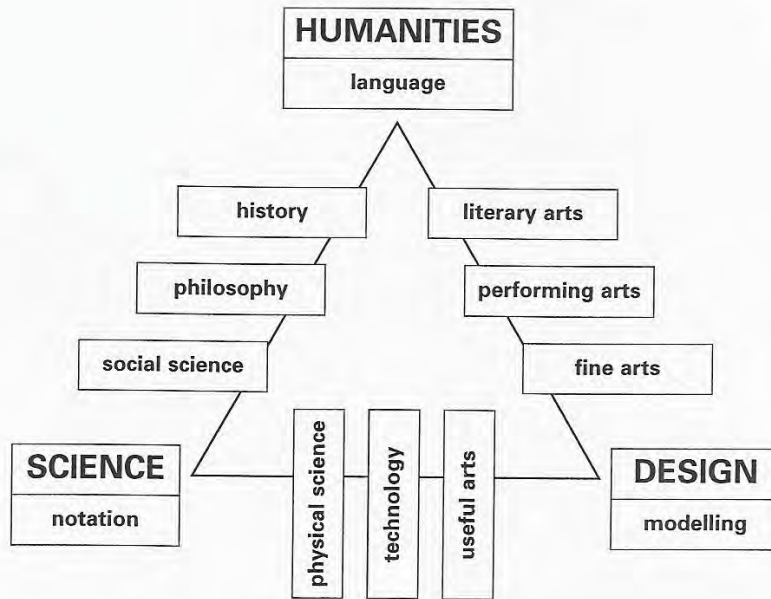 HUMANITIES
language
history
literary arts
philosophy
performing arts
social science
fine arts
SCIENCE
notation
physical science
technology
useful arts
DESIGN
modelling